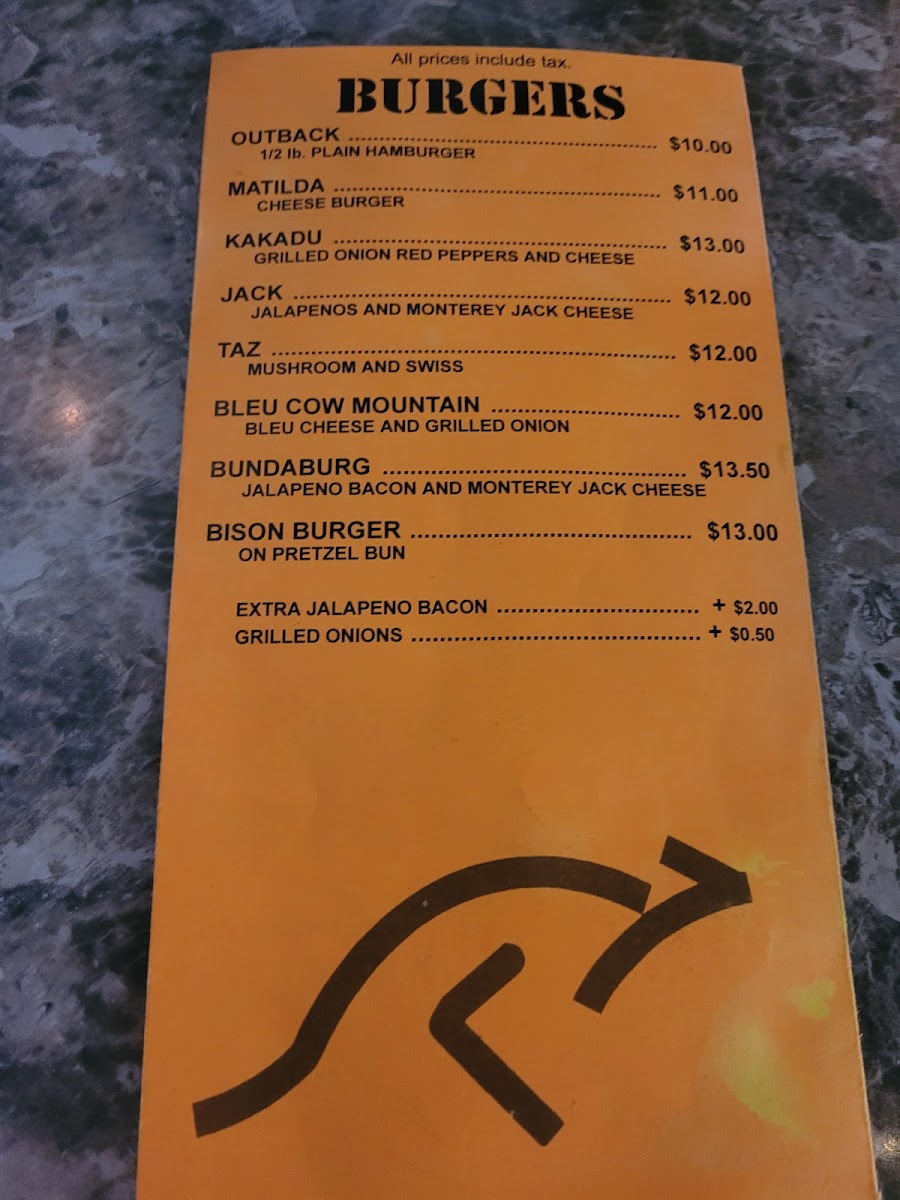 All prices include tax.
BURGERS
OUTBACK ................................................ $10.00
1/2 lb. PLAIN HAMBURGER
MATILDA ................................................ $11.00
CHEESE BURGER
KAKADU ................................................ $13.00
GRILLED ONION RED PEPPERS AND CHEESE
JACK ...................................................... $12.00
JALAPENOS AND MONTEREY JACK CHEESE
TAZ ........................................................ $12.00
MUSHROOM AND SWISS
BLEU COW MOUNTAIN .......................... $12.00
BLEU CHEESE AND GRILLED ONION
BUNDABURG ........................................ $13.50
JALAPENO BACON AND MONTEREY JACK CHEESE
BISON BURGER .................................... $13.00
ON PRETZEL BUN
EXTRA JALAPENO BACON ............................... + $2.00
GRILLED ONIONS ............................................ + $0.50